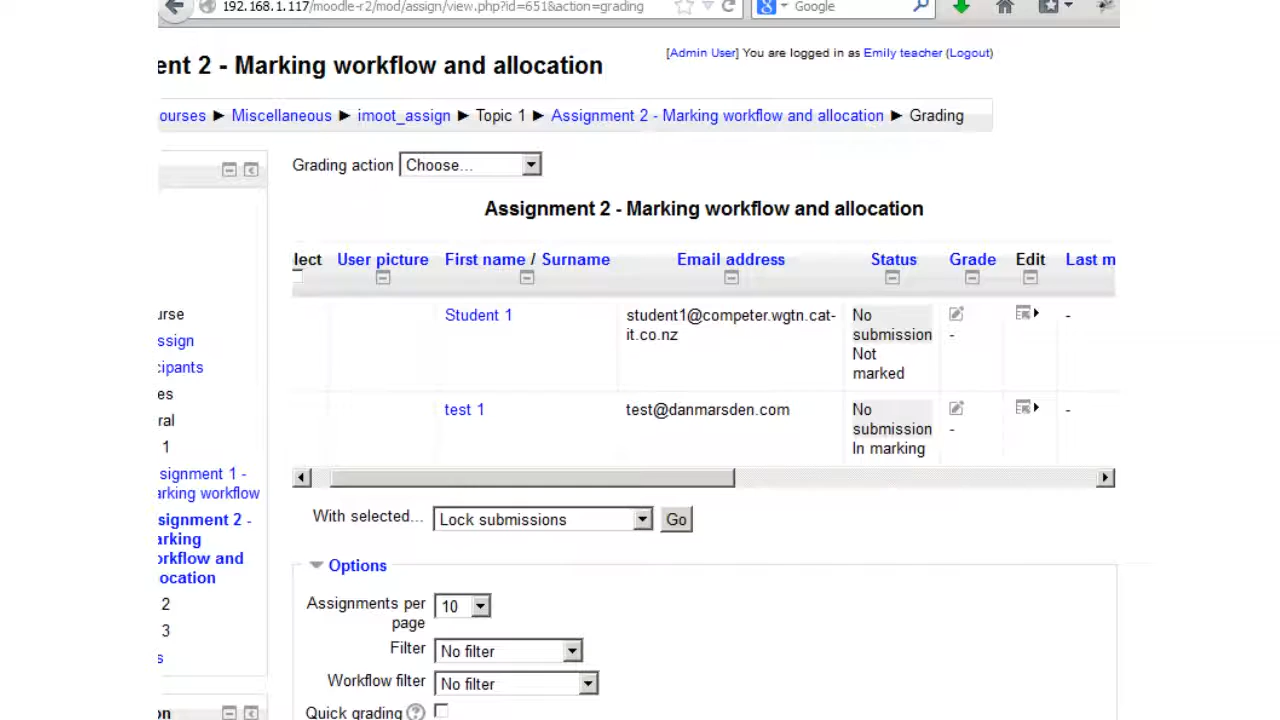 192.168.1.117/moodle-r2/mod/assign/view.php?id=651&action=grading
Google
[Admin User] You are logged in as Emily teacher (Logout)
ent 2 - Marking workflow and allocation
ourses ► Miscellaneous ► imoot_assign ► Topic 1 ► Assignment 2 - Marking workflow and allocation ► Grading
Grading action Choose...
Assignment 2 - Marking workflow and allocation
lect User picture First name / Surname Email address Status Grade Edit Last m
Student 1 student1@competer.wgtn.cat-
it.co.nz
No
submission
Not
marked
-
-
test 1 test@danmarsden.com
No
submission
In marking
-
-
urse
ssign
cipants
es
ral
1
signment 1 -
arking workflow
signment 2 -
arking
orkflow and
ocation
2
3
s
on
With selected... Lock submissions Go
Options
Assignments per
page
10
Filter No filter
Workflow filter No filter
Quick grading